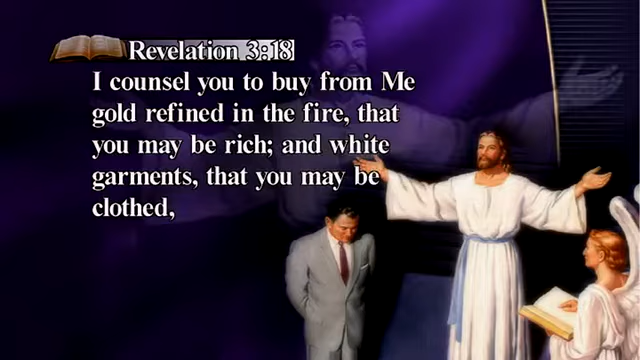 Revelation 3:18
I counsel you to buy from Me
gold refined in the fire, that
you may be rich; and white
garments, that you may be
clothed,